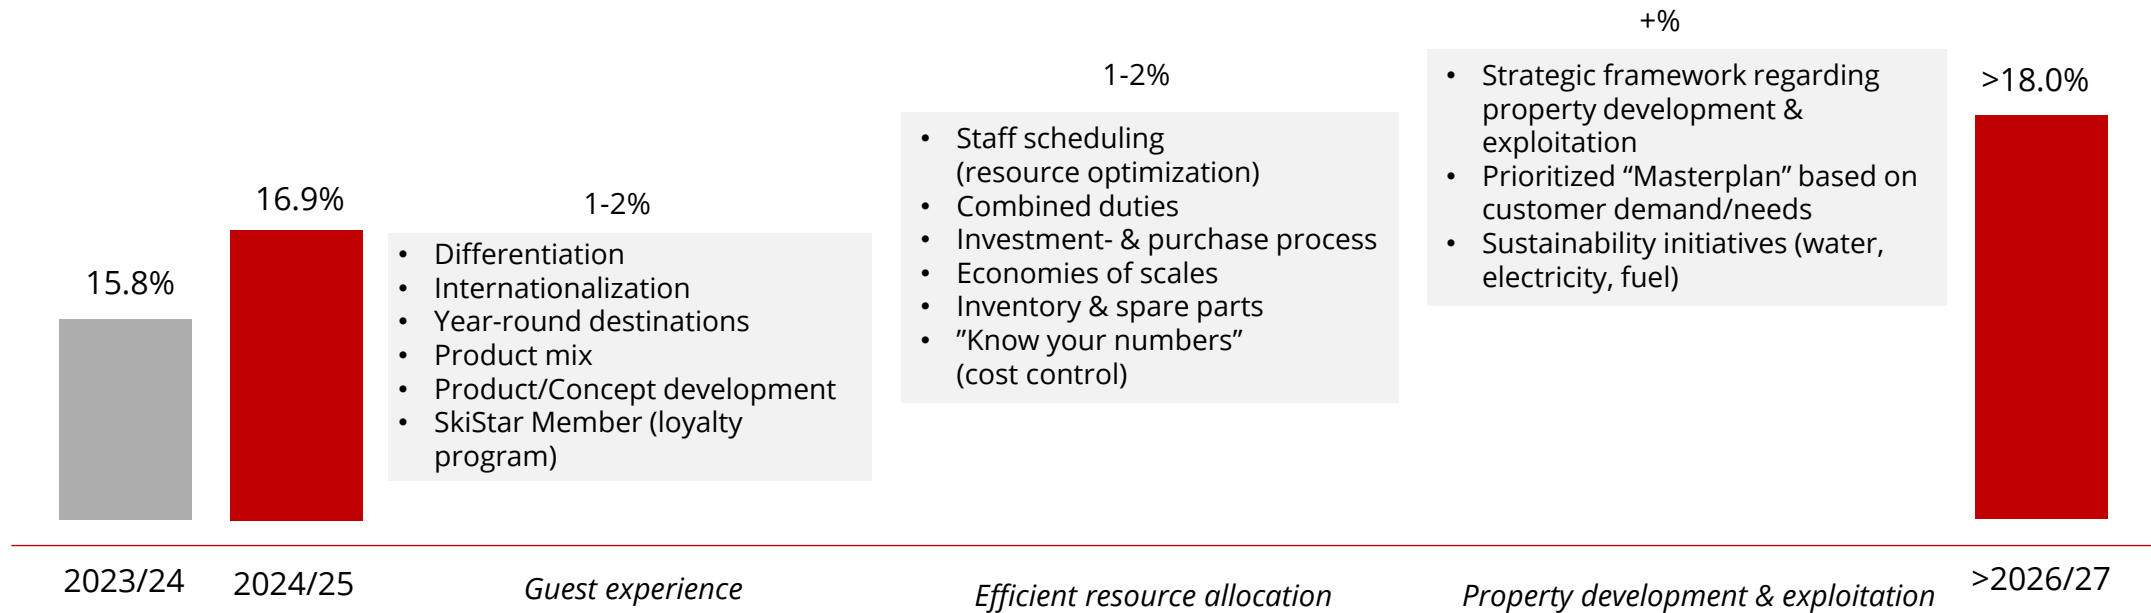 15.8%
16.9%
1-2%
• Differentiation
• Internationalization
• Year-round destinations
• Product mix
• Product/Concept development
• SkiStar Member (loyalty
program)
1-2%
• Staff scheduling
(resource optimization)
• Combined duties
• Investment- & purchase process
• Economies of scales
• Inventory & spare parts
• ”Know your numbers”
(cost control)
+%
• Strategic framework regarding
property development &
exploitation
• Prioritized “Masterplan” based on
customer demand/needs
• Sustainability initiatives (water,
electricity, fuel)
>18.0%
2023/24
2024/25
Guest experience
Efficient resource allocation
Property development & exploitation
>2026/27